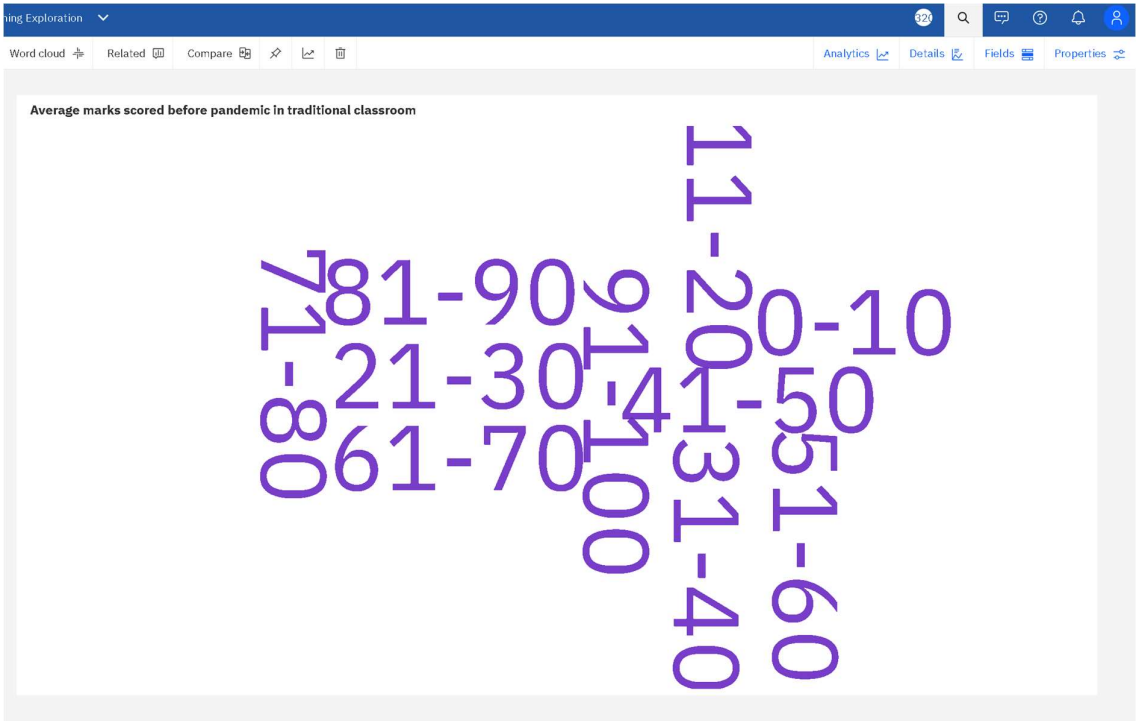 ning Exploration
320
Word cloud
Related
Compare
Analytics
Details
Fields
Properties
Average marks scored before pandemic in traditional classroom
11-20
71-80
81-90
91-100
0-10
21-30
41-50
61-70
31-40
51-60